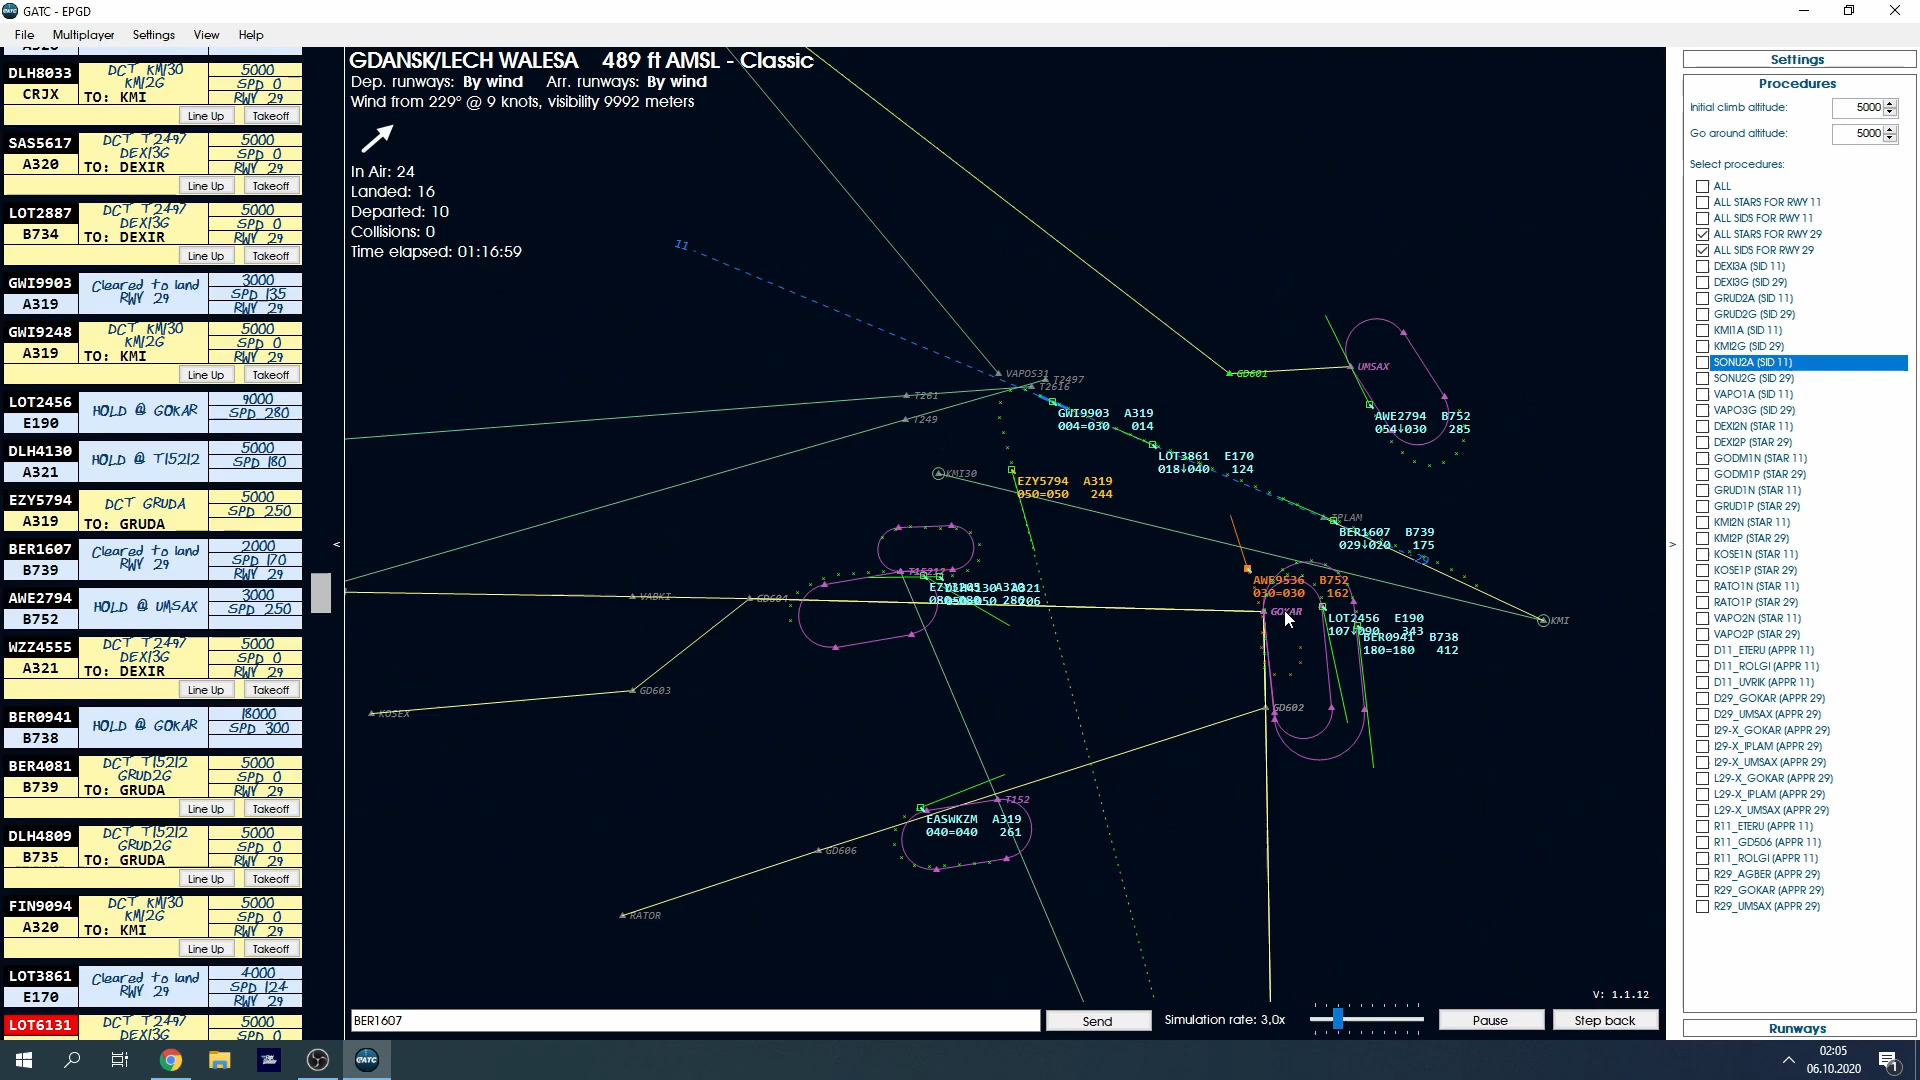 GATC - EPGD
File Multiplayer Settings View Help
DLH8033
CRJX
DCT KMI30
KMI2G
TO: KMI
5000
SPD 0
RWY 29
Line Up Takeoff
SAS5617
A320
DCT T2497
DEXI3G
TO: DEXIR
5000
SPD 0
RWY 29
Line Up Takeoff
LOT2887
B734
DCT T2497
DEXI3G
TO: DEXIR
5000
SPD 0
RWY 29
Line Up Takeoff
GWI9903
A319
Cleared to land
RWY 29
3000
SPD 135
RWY 29
GWI9248
A319
DCT KMI30
KMI2G
TO: KMI
5000
SPD 0
RWY 29
Line Up Takeoff
LOT2456
E190
HOLD @ GOKAR
9000
SPD 280
DLH4130
A321
HOLD @ T15212
5000
SPD 180
EZY5794
A319
DCT GRUDA
TO: GRUDA
5000
SPD 250
BER1607
B739
Cleared to land
RWY 29
2000
SPD 170
RWY 29
AWE2794
B752
HOLD @ UMSAX
3000
SPD 250
WZZ4555
A321
DCT T2497
DEXI3G
TO: DEXIR
5000
SPD 0
RWY 29
Line Up Takeoff
BER0941
B738
HOLD @ GOKAR
18000
SPD 300
BER4081
B739
DCT T15212
GRUD2G
TO: GRUDA
5000
SPD 0
RWY 29
Line Up Takeoff
DLH4809
B735
DCT T15212
GRUD2G
TO: GRUDA
5000
SPD 0
RWY 29
Line Up Takeoff
FIN9094
A320
DCT KMI30
KMI2G
TO: KMI
5000
SPD 0
RWY 29
Line Up Takeoff
LOT3861
E170
Cleared to land
RWY 29
4000
SPD 124
RWY 29
LOT6131
DCT T2497
DEXI3G
5000
SPD 0
<
GDANSK/LECH WALESA 489 ft AMSL - Classic
Dep. runways: By wind Arr. runways: By wind
Wind from 229° @ 9 knots, visibility 9992 meters
In Air: 24
Landed: 16
Departed: 10
Collisions: 0
Time elapsed: 01:16:59
11
VAPOS31
T2497
T2616
T261
T249
GD601
UMSAX
GWI9903 A319
004=030 014
AWE2794 B752
054↓030 285
LOT3861 E170
018↓040 124
KMI30
EZY5794 A319
050=050 244
IPLAM
BER1607 B739
029↓020 175
29
T15212
AWE9536 B752
030=030 162
VABKI
GD604
GOKAR
LOT2456 E190
107↓090 343
KMI
BER0941 B738
180=180 412
GD603
KOSEX
GD602
T152
EASWKZM A319
040=040 261
GD606
RATOR
V: 1.1.12
BER1607
Send
Simulation rate: 3,0x
Pause
Step back
>
Settings
Procedures
Initial climb altitude: 5000
Go around altitude: 5000
Select procedures:
ALL
ALL STARS FOR RWY 11
ALL SIDS FOR RWY 11
ALL STARS FOR RWY 29
ALL SIDS FOR RWY 29
DEXI3A (SID 11)
DEXI3G (SID 29)
GRUD2A (SID 11)
GRUD2G (SID 29)
KMI1A (SID 11)
KMI2G (SID 29)
SONU2A (SID 11)
SONU2G (SID 29)
VAPO1A (SID 11)
VAPO3G (SID 29)
DEXI2N (STAR 11)
DEXI2P (STAR 29)
GODM1N (STAR 11)
GODM1P (STAR 29)
GRUD1N (STAR 11)
GRUD1P (STAR 29)
KMI2N (STAR 11)
KMI2P (STAR 29)
KOSE1N (STAR 11)
KOSE1P (STAR 29)
RATO1N (STAR 11)
RATO1P (STAR 29)
VAPO2N (STAR 11)
VAPO2P (STAR 29)
D11_ETERU (APPR 11)
D11_ROLGI (APPR 11)
D11_UVRIK (APPR 11)
D29_GOKAR (APPR 29)
D29_UMSAX (APPR 29)
I29-X_GOKAR (APPR 29)
I29-X_IPLAM (APPR 29)
I29-X_UMSAX (APPR 29)
L29-X_GOKAR (APPR 29)
L29-X_IPLAM (APPR 29)
L29-X_UMSAX (APPR 29)
R11_ETERU (APPR 11)
R11_GD506 (APPR 11)
R11_ROLGI (APPR 11)
R29_AGBER (APPR 29)
R29_GOKAR (APPR 29)
R29_UMSAX (APPR 29)
Runways
02:05
06.10.2020
1